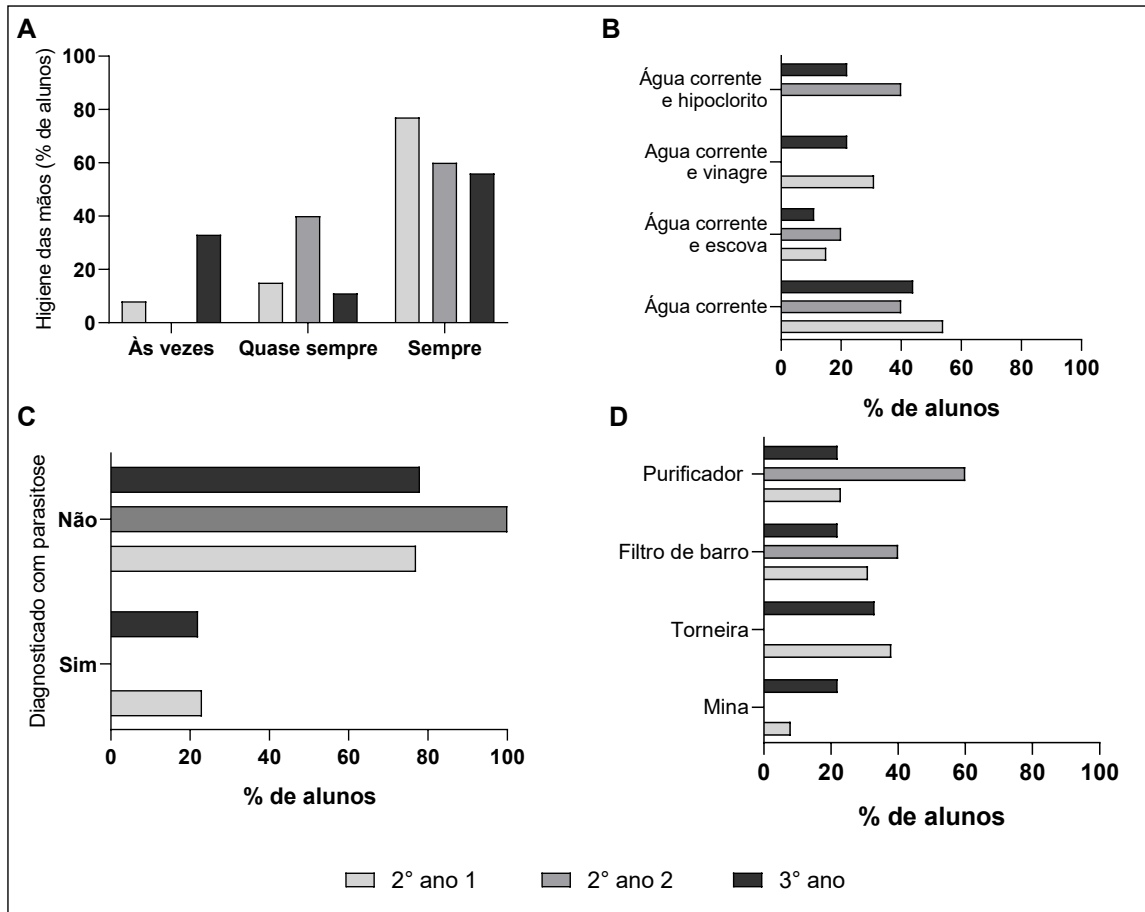 A
Higiene das mãos (% de alunos)
100
80
60
40
20
0
Às vezes
Quase sempre
Sempre
B
Água corrente
e hipoclorito
Agua corrente
e vinagre
Água corrente
e escova
Água corrente
0 20 40 60 80 100
% de alunos
C
Diagnosticado com parasitose
Não
Sim
0 20 40 60 80 100
% de alunos
D
Purificador
Filtro de barro
Torneira
Mina
0 20 40 60 80 100
% de alunos
2° ano 1
2° ano 2
3° ano